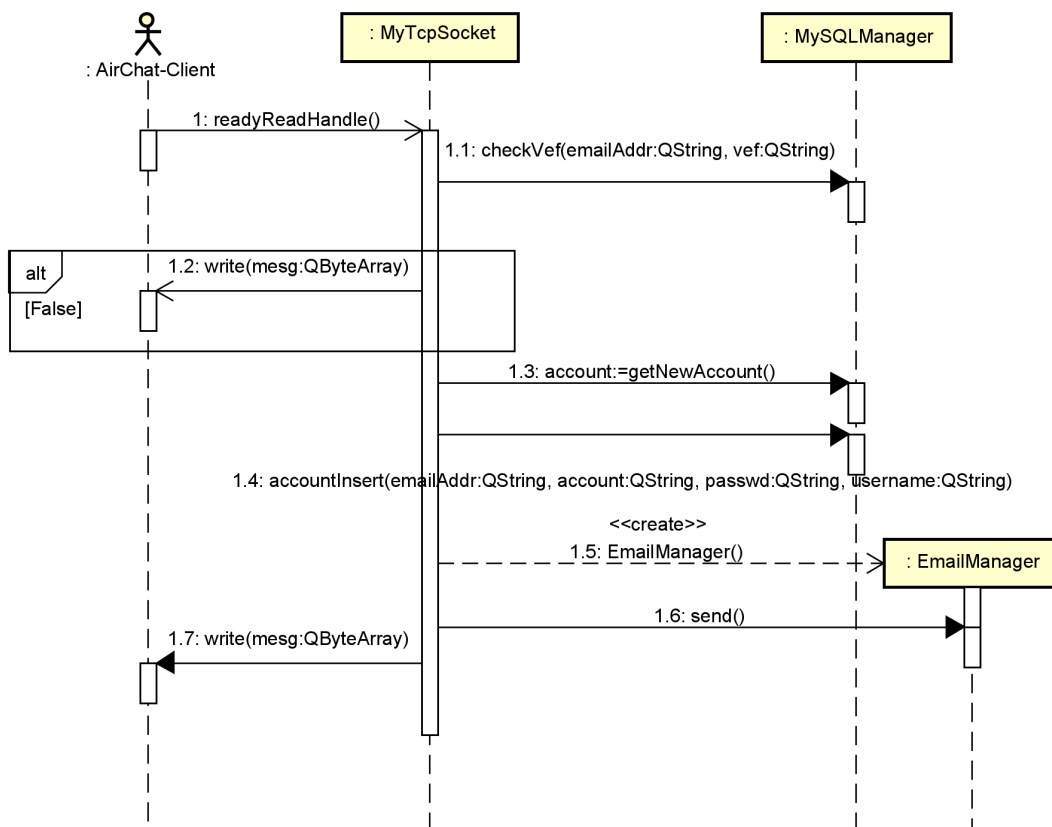 : AirChat-Client
: MyTcpSocket
: MySQLManager
1: readyReadHandle()
1.1: checkVef(emailAddr:QString, vef:QString)
alt
1.2: write(mesg:QByteArray)
[False]
1.3: account:=getNewAccount()
1.4: accountInsert(emailAddr:QString, account:QString, passwd:QString, username:QString)
<<create>>
1.5: EmailManager()
: EmailManager
1.6: send()
1.7: write(mesg:QByteArray)